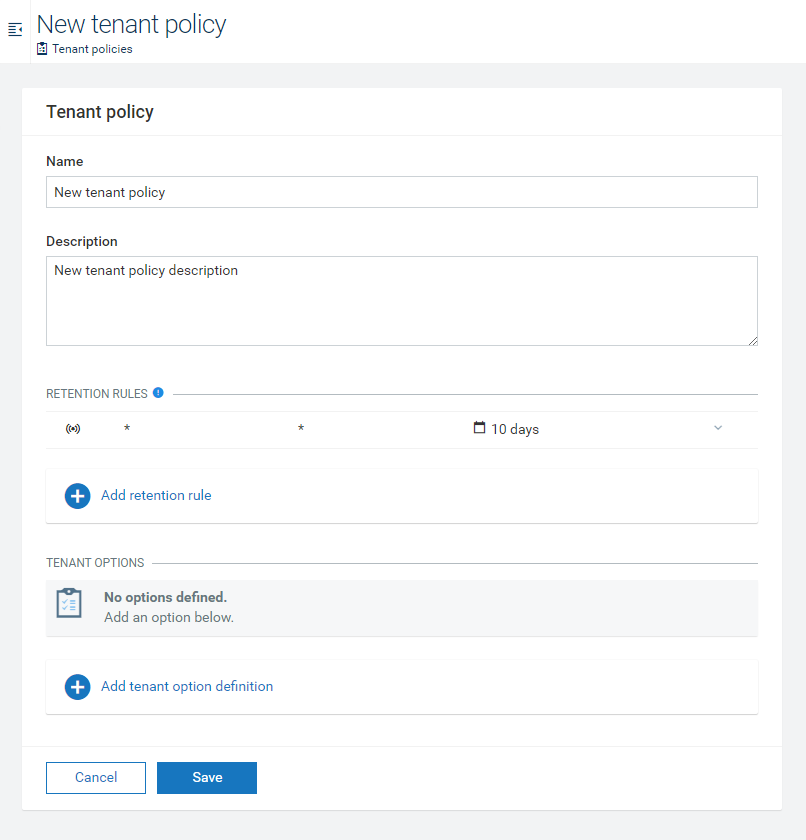 New tenant policy
Tenant policies
Tenant policy
Name
New tenant policy
Description
New tenant policy description
RETENTION RULES
* * 10 days
Add retention rule
TENANT OPTIONS
No options defined.
Add an option below.
Add tenant option definition
Cancel Save